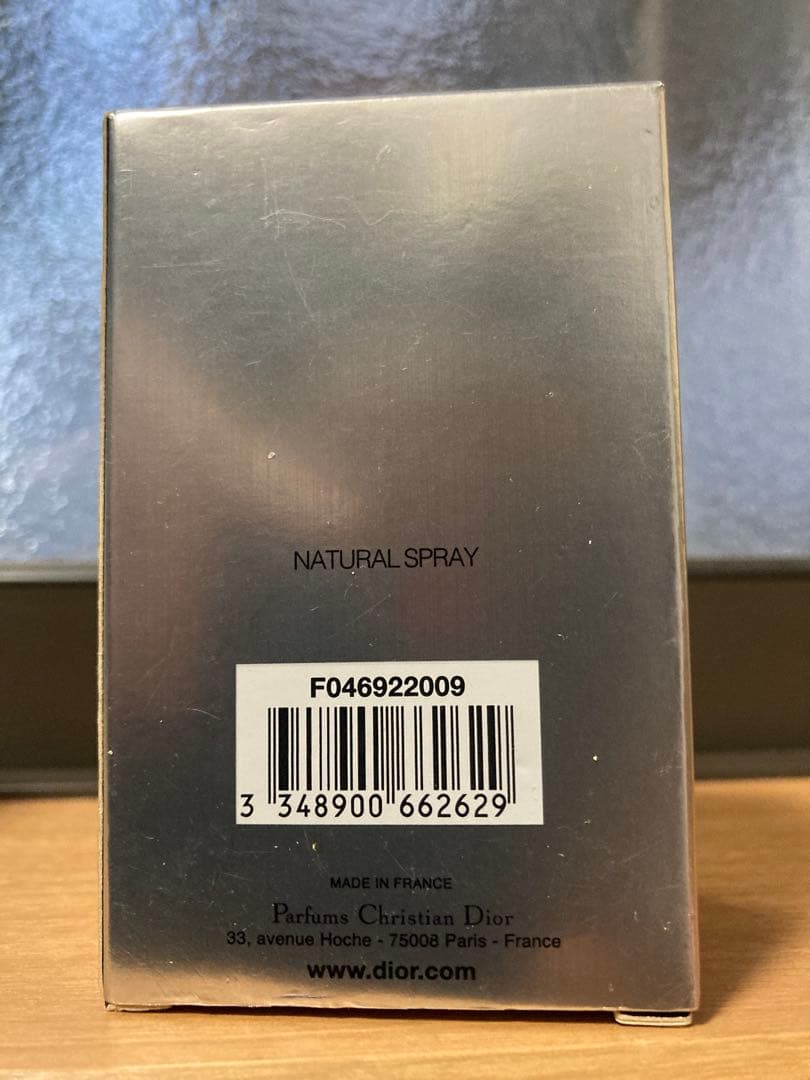 NATURAL SPRAY
F046922009
3 348900 662629
MADE IN FRANCE
Parfums Christian Dior
33, avenue Hoche - 75008 Paris - France
www.dior.com